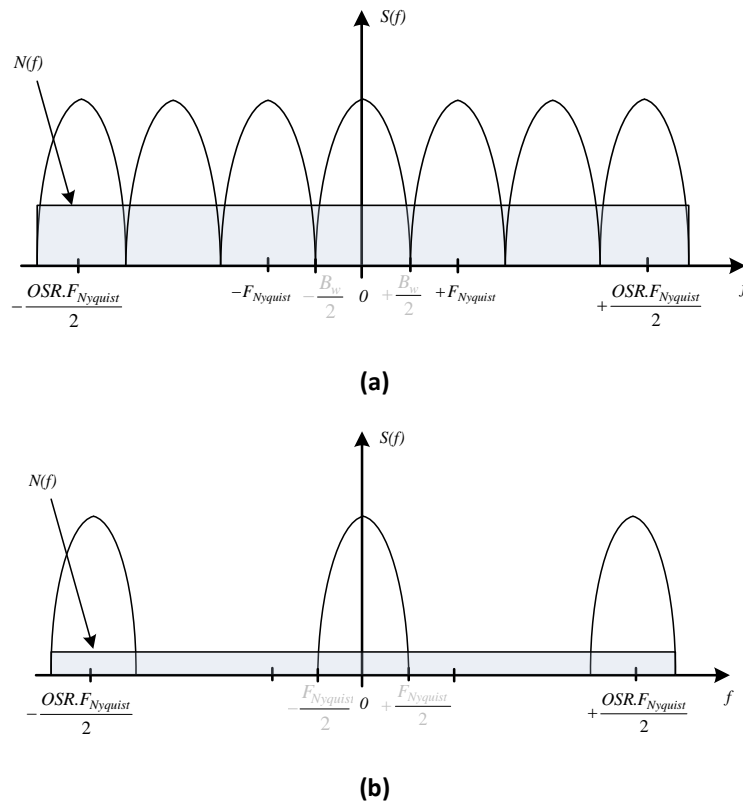 S(f)
N(f)
-OSR.F_Nyquist/2 -F_Nyquist -B_w/2 0 +B_w/2 +F_Nyquist +OSR.F_Nyquist/2 f
(a)
S(f)
N(f)
-OSR.F_Nyquist/2 -F_Nyquist/2 0 +F_Nyquist/2 +OSR.F_Nyquist/2 f
(b)